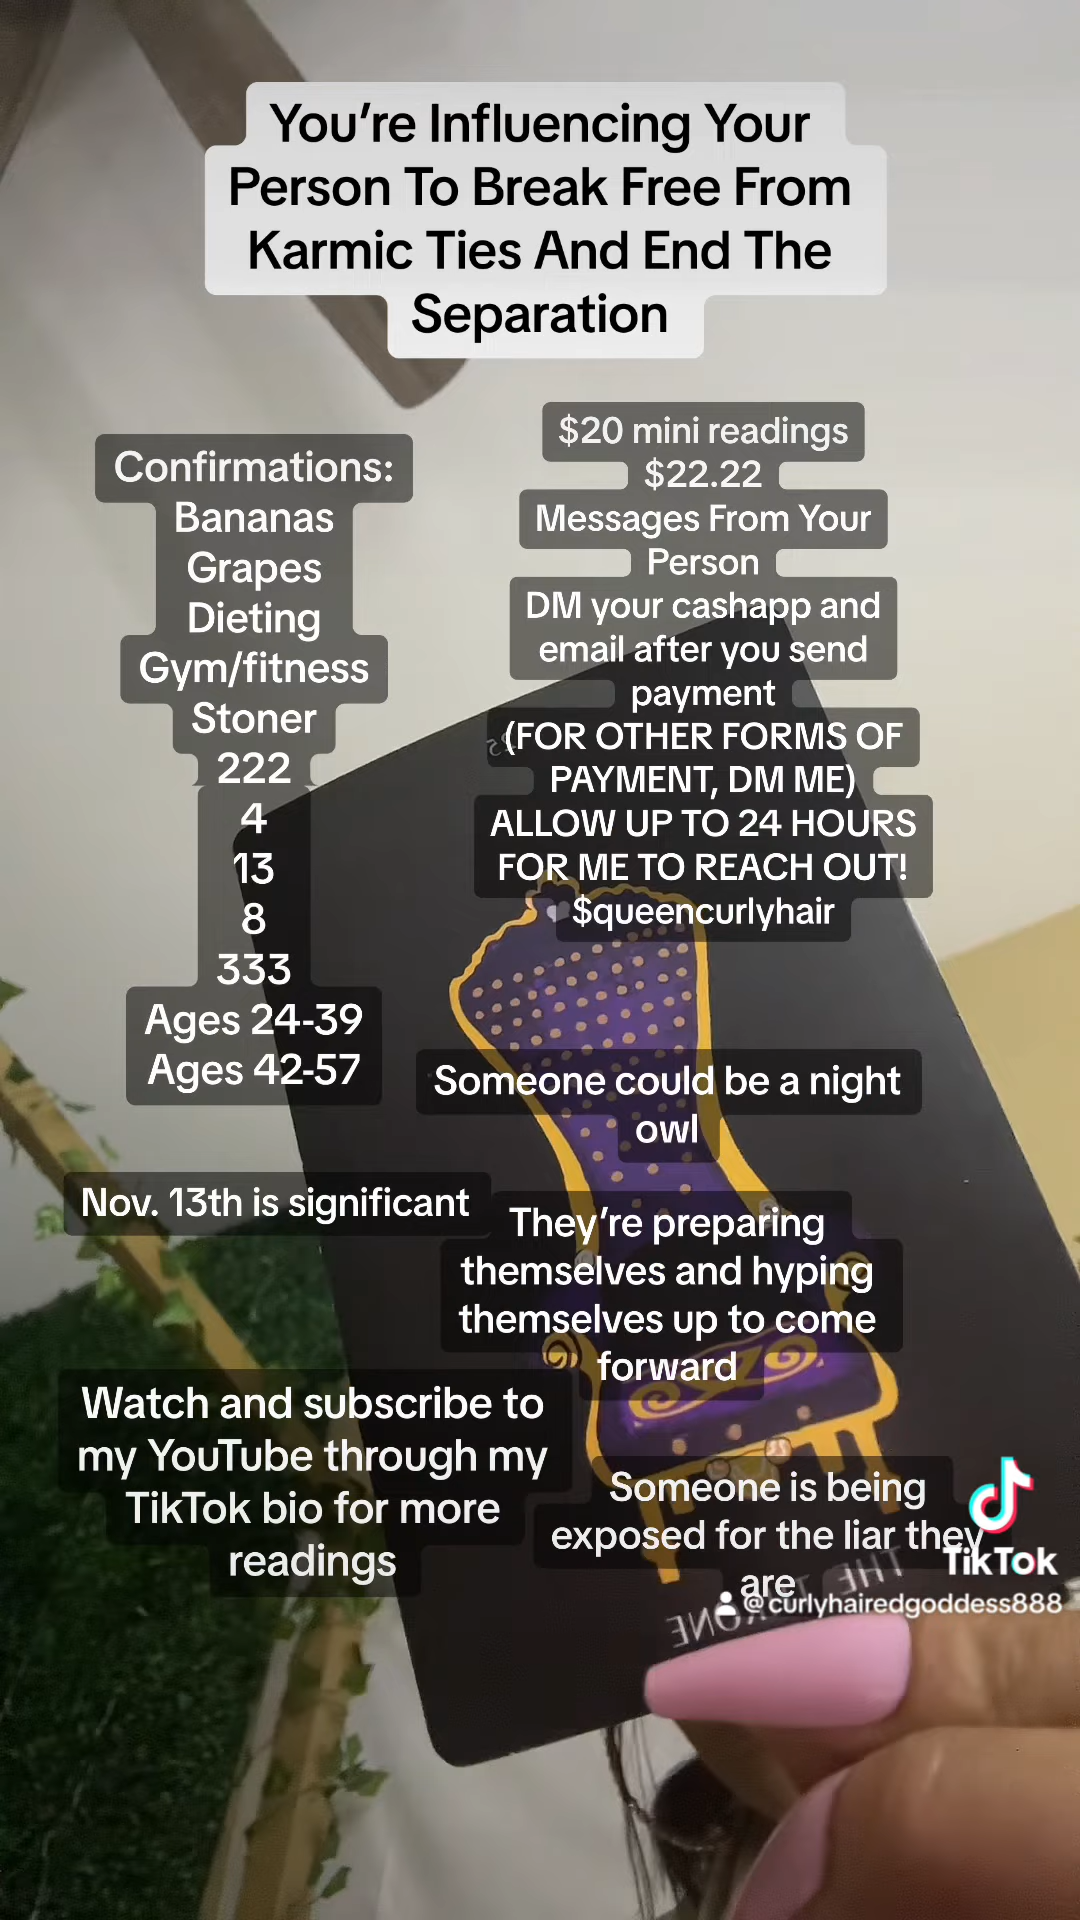 You're Influencing Your
Person To Break Free From
Karmic Ties And End The
Separation
Confirmations:
Bananas
Grapes
Dieting
Gym/fitness
Stoner
222
4
13
8
333
Ages 24-39
Ages 42-57
$20 mini readings
$22.22
Messages From Your
Person
DM your cashapp and
email after you send
payment
(FOR OTHER FORMS OF
PAYMENT, DM ME)
ALLOW UP TO 24 HOURS
FOR ME TO REACH OUT!
$queencurlyhair
Someone could be a night
owl
Nov. 13th is significant
They're preparing
themselves and hyping
themselves up to come
forward
Watch and subscribe to
my YouTube through my
TikTok bio for more
readings
Someone is being
exposed for the liar they
are
TikTok
@curlyhairedgoddess888
THE THRONE